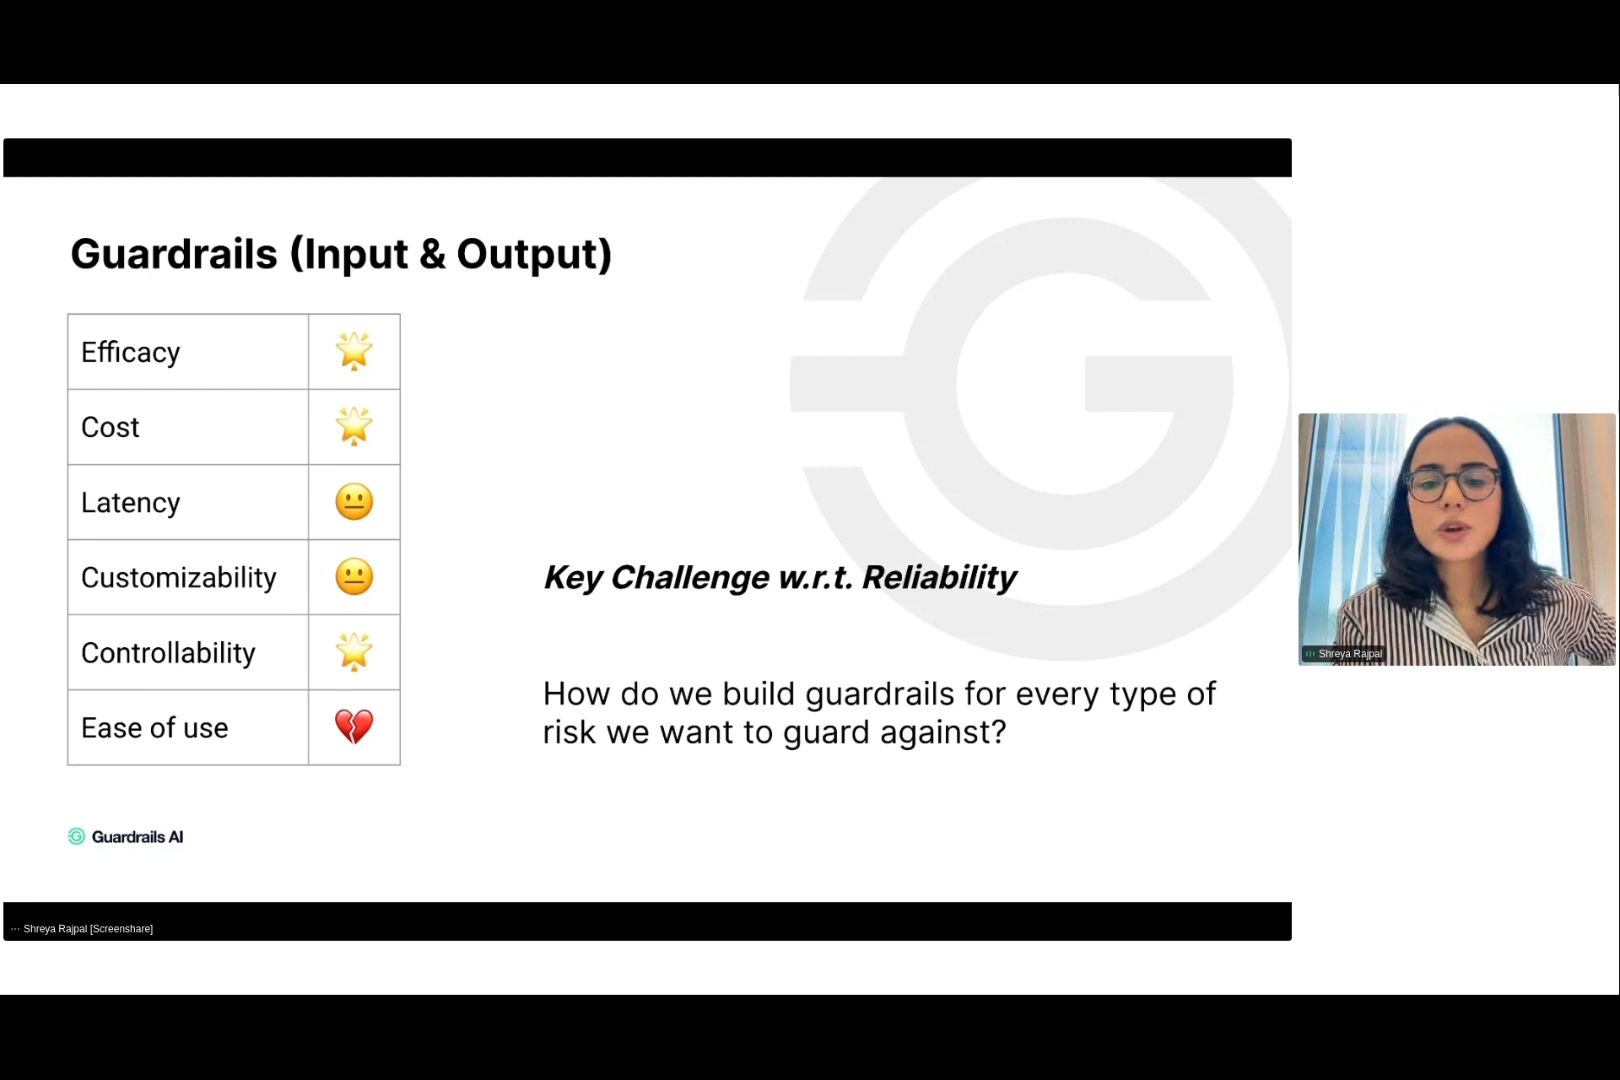 Guardrails (Input & Output)
Efficacy
Cost
Latency
Customizability
Controllability
Ease of use
Key Challenge w.r.t. Reliability
How do we build guardrails for every type of
risk we want to guard against?
Guardrails AI
Shreya Rajpal
Shreya Rajpal [Screenshare]